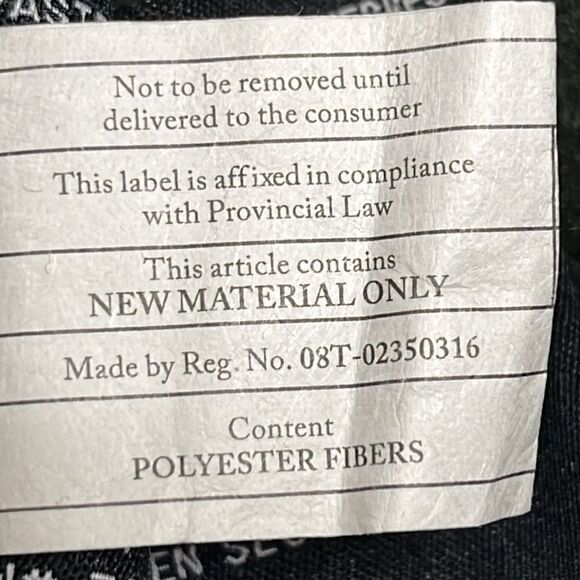 Not to be removed until
delivered to the consumer
This label is affixed in compliance
with Provincial Law
This article contains
NEW MATERIAL ONLY
Made by Reg. No. 08T-02350316
Content
POLYESTER FIBERS
EN